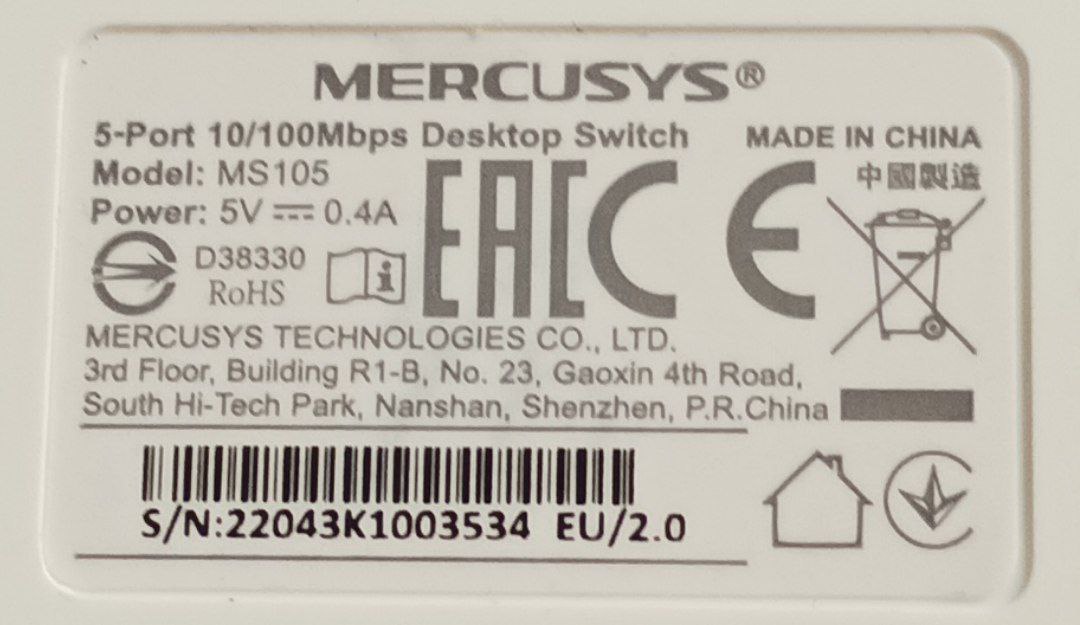 MERCUSYS®
5-Port 10/100Mbps Desktop Switch
MADE IN CHINA
Model: MS105
中國製造
Power: 5V ⎓ 0.4A
EAC
CE
D38330
RoHS
MERCUSYS TECHNOLOGIES CO., LTD.
3rd Floor, Building R1-B, No. 23, Gaoxin 4th Road,
South Hi-Tech Park, Nanshan, Shenzhen, P.R.China
S/N:22043K1003534 EU/2.0